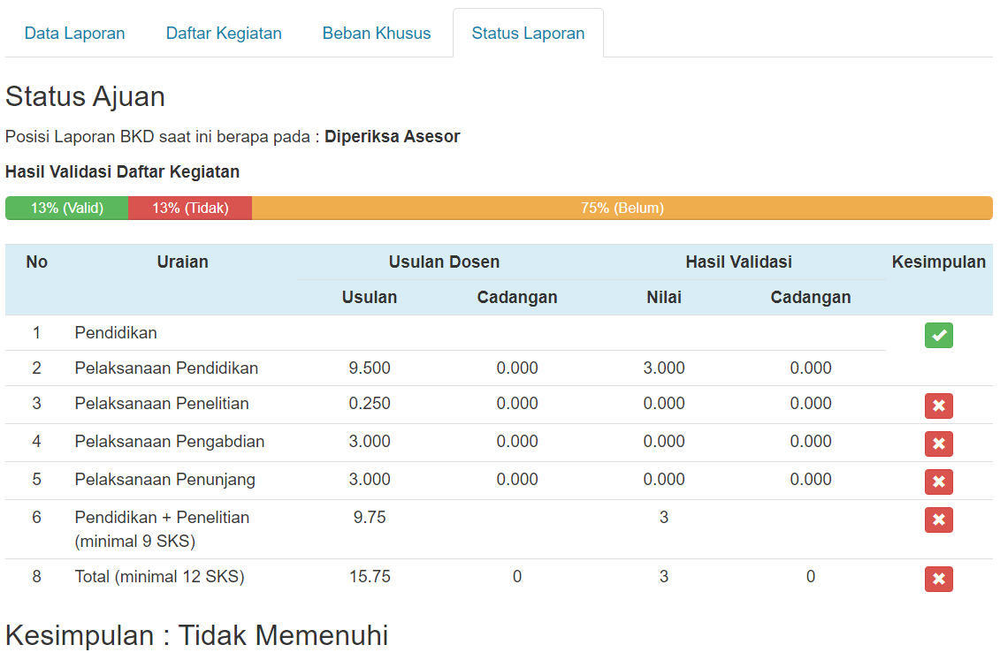 Data Laporan Daftar Kegiatan Beban Khusus Status Laporan
Status Ajuan
Posisi Laporan BKD saat ini berapa pada : Diperiksa Asesor
Hasil Validasi Daftar Kegiatan
13% (Valid) 13% (Tidak) 75% (Belum)
No Uraian Usulan Dosen Hasil Validasi Kesimpulan
Usulan Cadangan Nilai Cadangan
1 Pendidikan
2 Pelaksanaan Pendidikan 9.500 0.000 3.000 0.000
3 Pelaksanaan Penelitian 0.250 0.000 0.000 0.000
4 Pelaksanaan Pengabdian 3.000 0.000 0.000 0.000
5 Pelaksanaan Penunjang 3.000 0.000 0.000 0.000
6 Pendidikan + Penelitian 9.75 3
(minimal 9 SKS)
8 Total (minimal 12 SKS) 15.75 0 3 0
Kesimpulan : Tidak Memenuhi